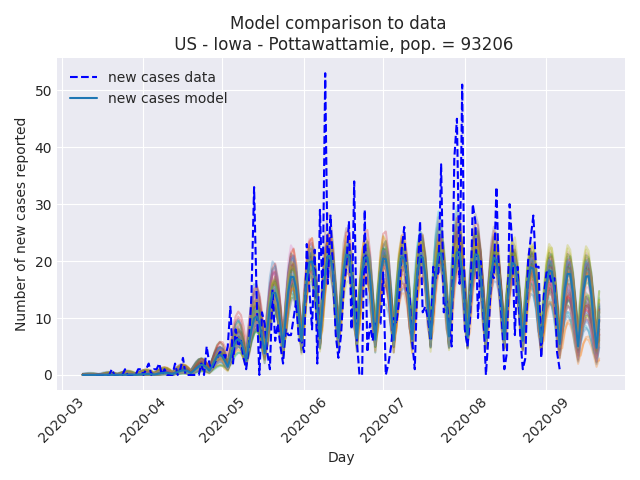 Model comparison to data
US - Iowa - Pottawattamie, pop. = 93206
new cases data
new cases model
Number of new cases reported
50
40
30
20
10
0
2020-03
2020-04
2020-05
2020-06
2020-07
2020-08
2020-09
Day